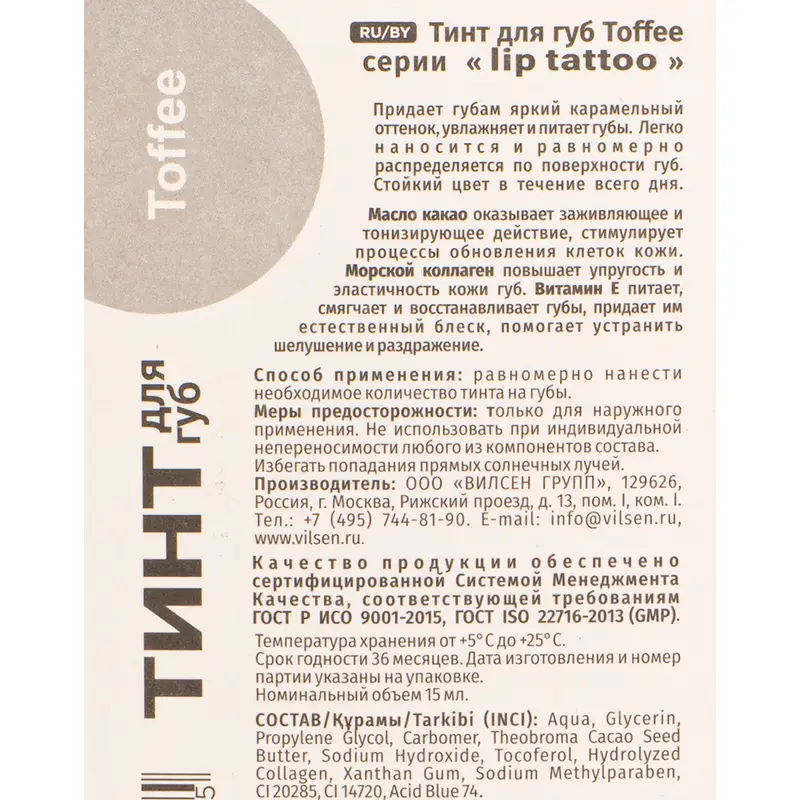 Toffee
ТИНТ для губ
5
RU/BY Тинт для губ Toffee
серии « lip tattoo »
Придает губам яркий карамельный
оттенок, увлажняет и питает губы. Легко
наносится и равномерно
распределяется по поверхности губ.
Стойкий цвет в течение всего дня.
Масло какао оказывает заживляющее и
тонизирующее действие, стимулирует
процессы обновления клеток кожи.
Морской коллаген повышает упругость и
эластичность кожи губ. Витамин Е питает,
смягчает и восстанавливает губы, придает им
естественный блеск, помогает устранить
шелушение и раздражение.
Способ применения: равномерно нанести
необходимое количество тинта на губы.
Меры предосторожности: только для наружного
применения. Не использовать при индивидуальной
непереносимости любого из компонентов состава.
Избегать попадания прямых солнечных лучей.
Производитель: ООО «ВИЛСЕН ГРУПП», 129626,
Россия, г. Москва, Рижский проезд, д. 13, пом. I, ком. I.
Тел.: +7 (495) 744-81-90. E-mail: info@vilsen.ru,
www.vilsen.ru.
Качество продукции обеспечено
сертифицированной Системой Менеджмента
Качества, соответствующей требованиям
ГОСТ Р ИСО 9001-2015, ГОСТ ISO 22716-2013 (GMP).
Температура хранения от +5°С до +25°С.
Срок годности 36 месяцев. Дата изготовления и номер
партии указаны на упаковке.
Номинальный объем 15 мл.
СОСТАВ/Құрамы/Tarkibi (INCI): Aqua, Glycerin,
Propylene Glycol, Carbomer, Theobroma Cacao Seed
Butter, Sodium Hydroxide, Tocoferol, Hydrolyzed
Collagen, Xanthan Gum, Sodium Methylparaben,
CI 20285, CI 14720, Acid Blue 74.